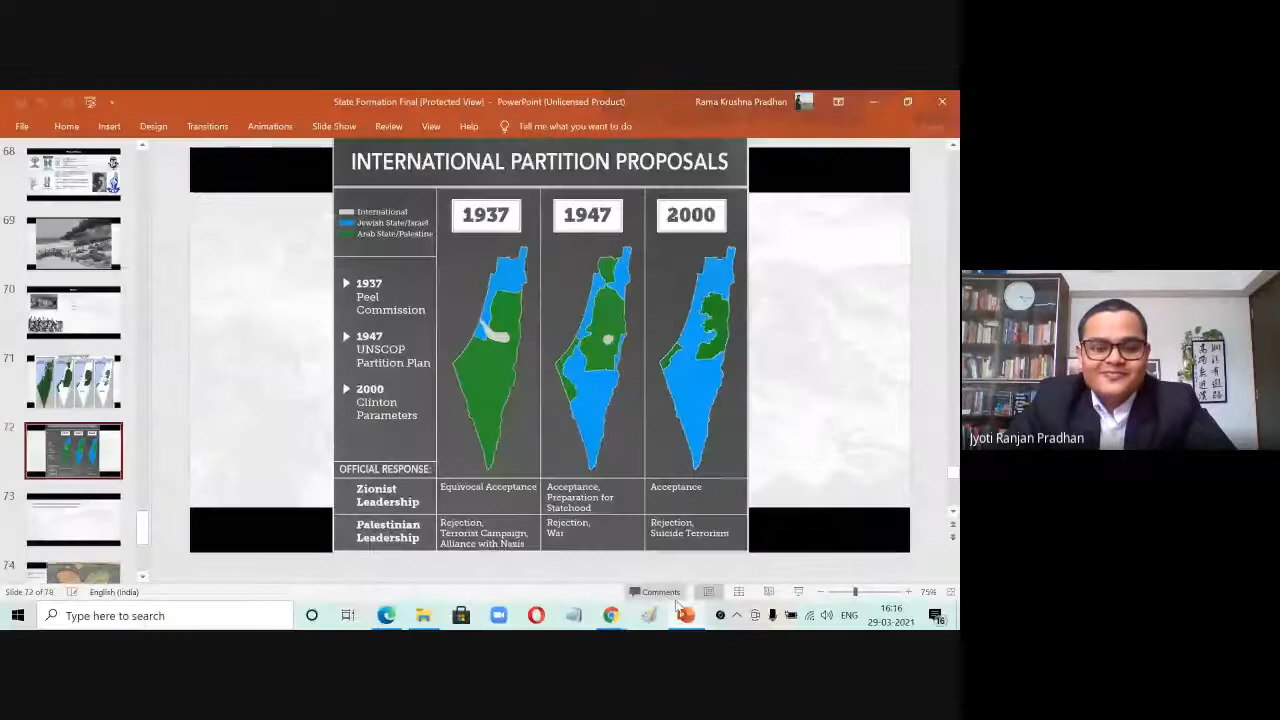 State Formation Final [Protected View] - PowerPoint (Unlicensed Product)
Rama Krushna Pradhan
File Home Insert Design Transitions Animations Slide Show Review View Help Tell me what you want to do
68
69
70
71
72
73
74
INTERNATIONAL PARTITION PROPOSALS
International
Jewish State/Israel
Arab State/Palestine
1937 1947 2000
1937
Peel
Commission
1947
UNSCOP
Partition Plan
2000
Clinton
Parameters
OFFICIAL RESPONSE:
Zionist
Leadership
Equivocal Acceptance
Acceptance,
Preparation for
Statehood
Acceptance
Palestinian
Leadership
Rejection,
Terrorist Campaign,
Alliance with Nazis
Rejection,
War
Rejection,
Suicide Terrorism
Jyoti Ranjan Pradhan
Slide 72 of 78 English (India) Comments 75%
Type here to search
ENG
16:16
29-03-2021
16